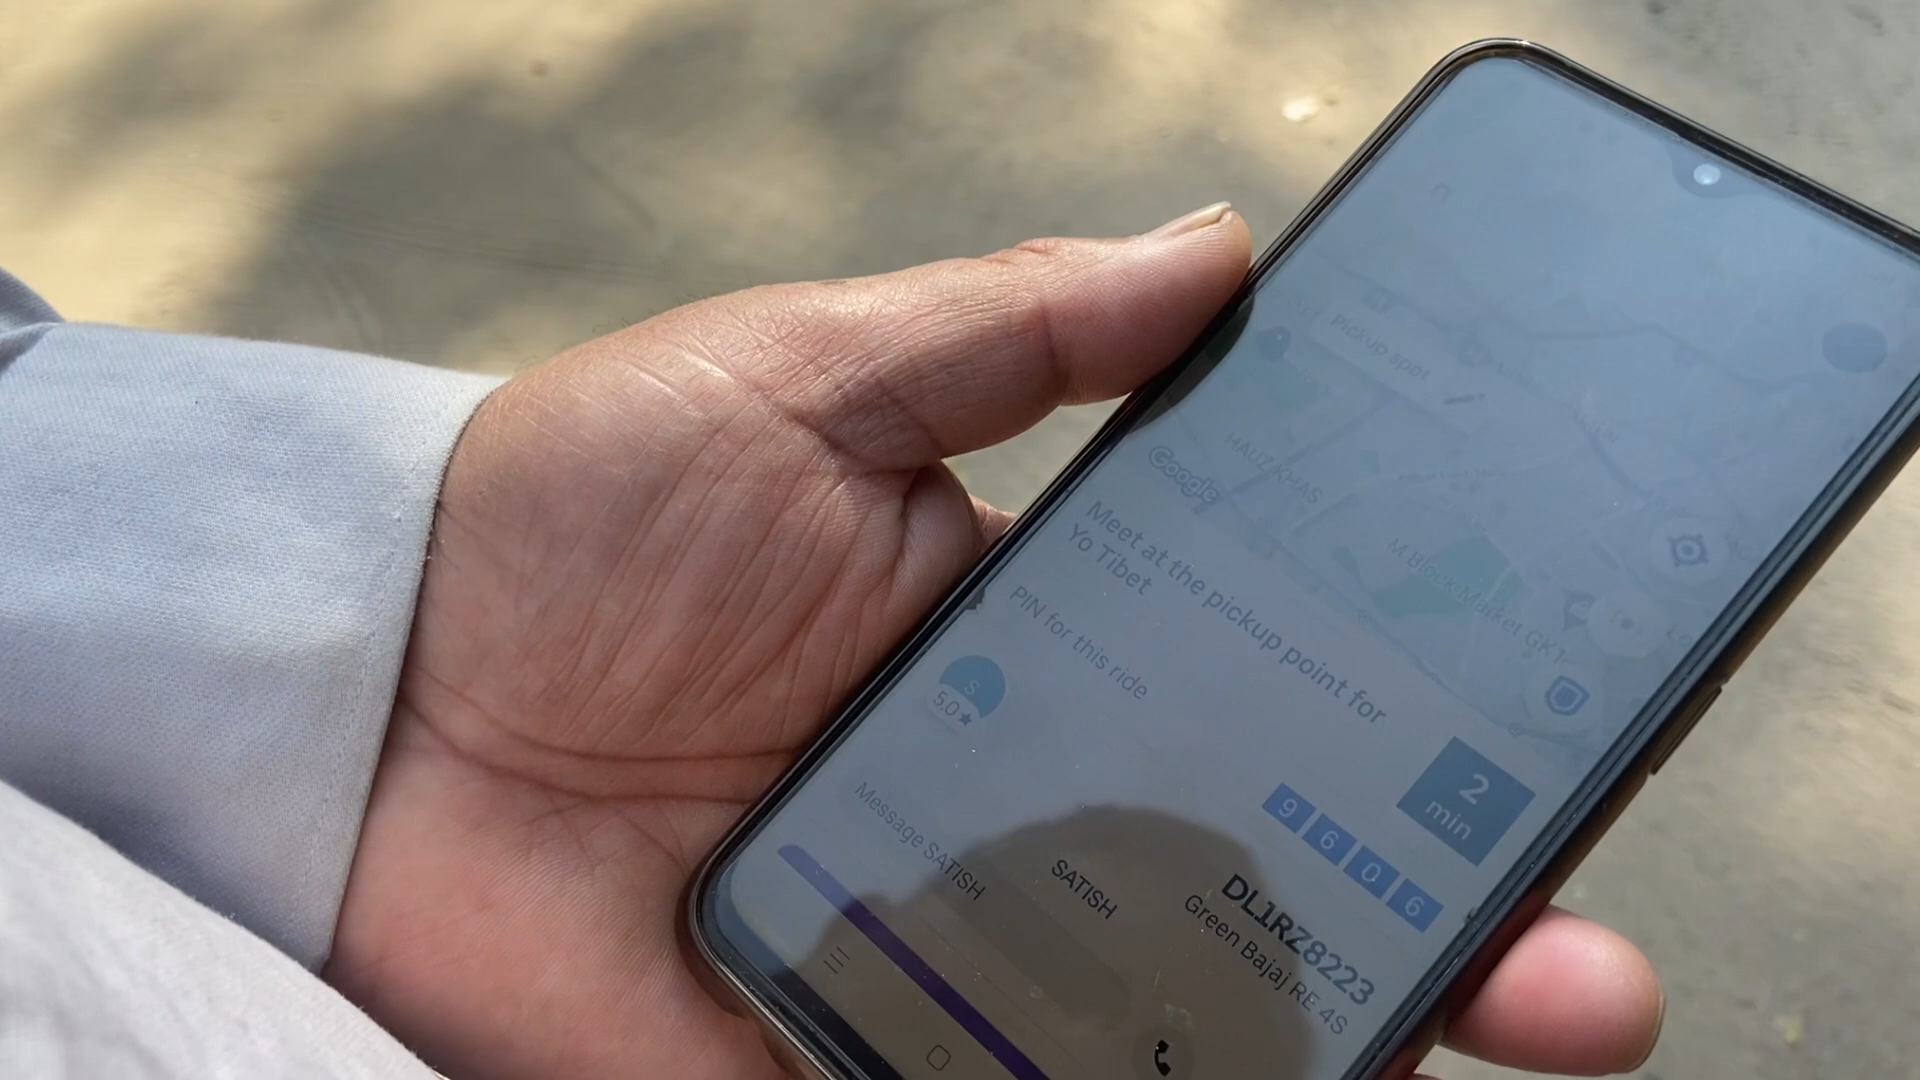 Pickup spot
HAUZ KHAS
Google
M Block Market GK1
Meet at the pickup point for
Yo Tibet
2
min
PIN for this ride
9 6 0 6
S
5.0★
DL1RZ8223
Green Bajaj RE 4S
SATISH
Message SATISH